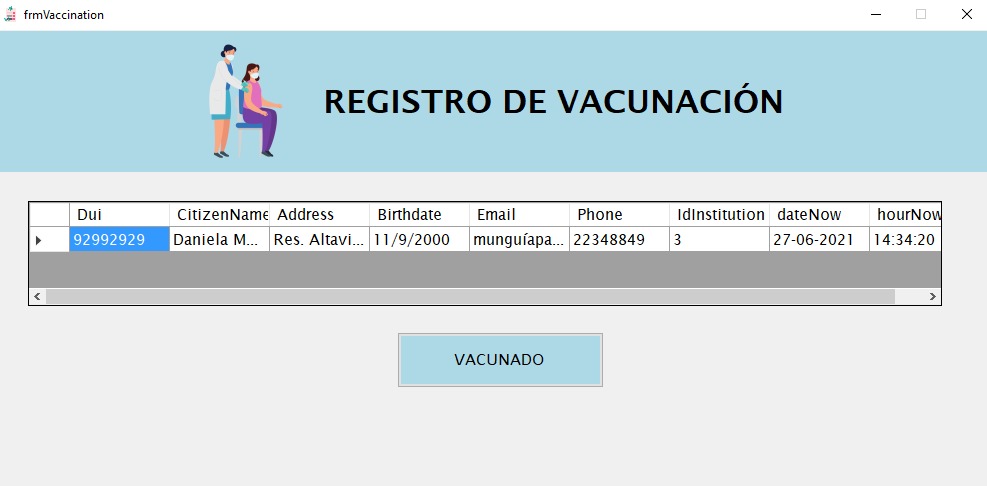 frmVaccination
REGISTRO DE VACUNACIÓN
Dui CitizenName Address Birthdate Email Phone IdInstitution dateNow hourNow
92992929 Daniela M... Res. Altavi... 11/9/2000 munguíapa... 22348849 3 27-06-2021 14:34:20
VACUNADO